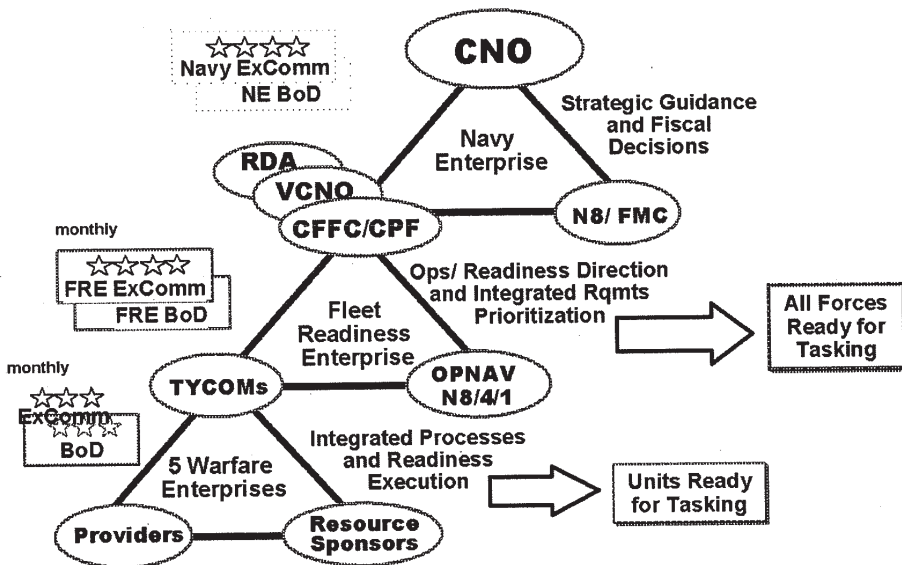 CNO
Navy ExComm
NE BoD
Strategic Guidance
and Fiscal
Decisions
Navy
Enterprise
RDA
VCNO
CFFC/CPF
N8/ FMC
monthly
FRE ExComm
FRE BoD
Ops/ Readiness Direction
and Integrated Rqmts
Prioritization
Fleet
Readiness
Enterprise
All Forces
Ready for
Tasking
monthly
TYCOMs
OPNAV
N8/4/1
ExComm
BoD
Integrated Processes
and Readiness
Execution
5 Warfare
Enterprises
Units Ready
for Tasking
Providers
Resource
Sponsors